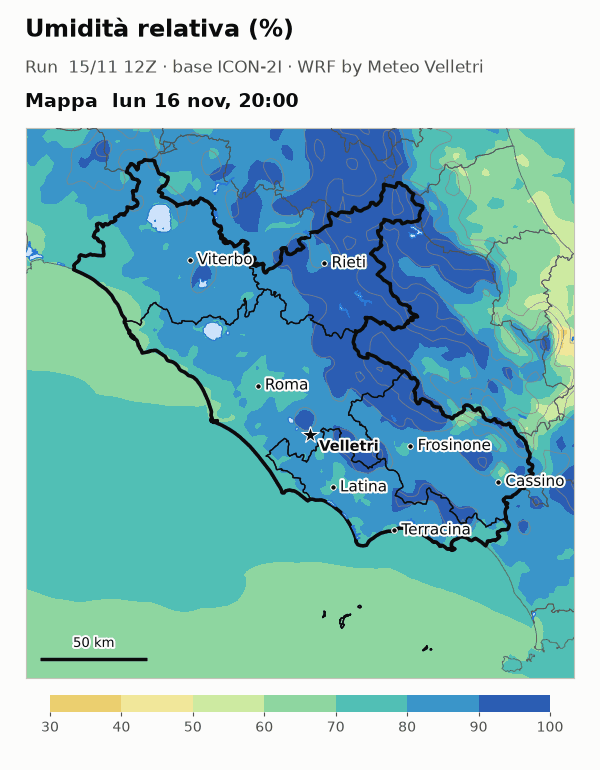 Umidità relativa (%)
Run  15/11 12Z · base ICON-2I · WRF by Meteo Velletri
Mappa  lun 16 nov, 20:00
Viterbo
Rieti
Roma
Velletri
Frosinone
Latina
Cassino
Terracina
50 km
30 40 50 60 70 80 90 100